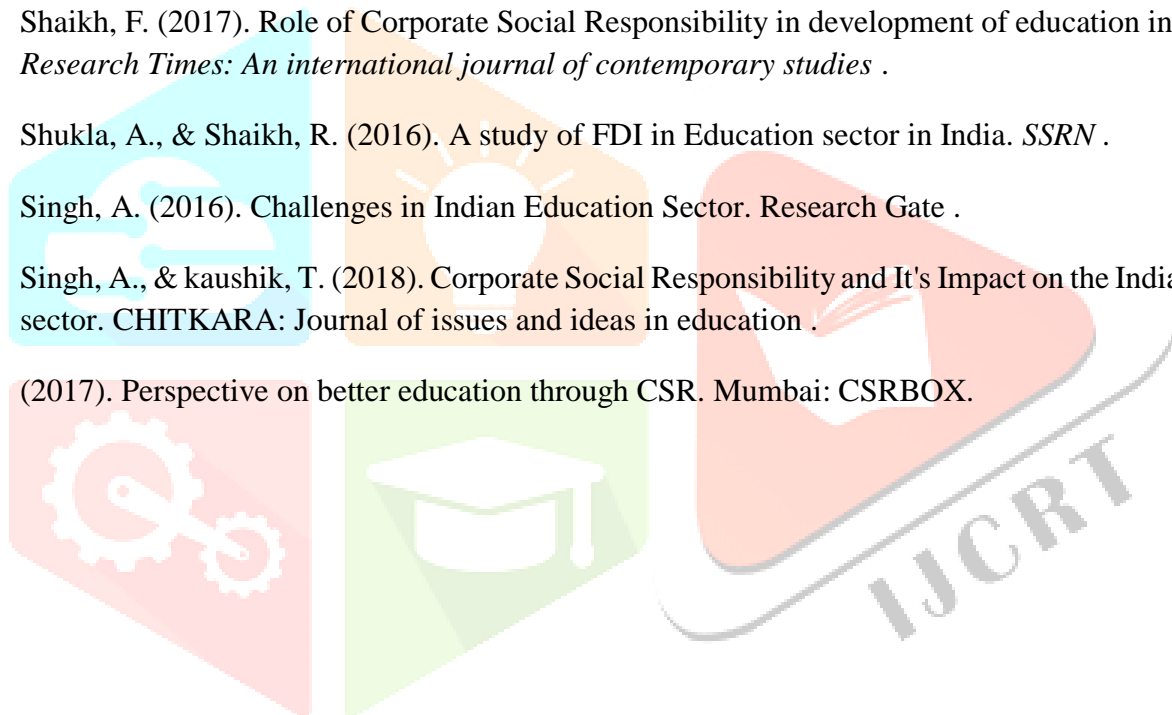 Shaikh, F. (2017). Role of Corporate Social Responsibility in development of education in
Research Times: An international journal of contemporary studies .
Shukla, A., & Shaikh, R. (2016). A study of FDI in Education sector in India. SSRN .
Singh, A. (2016). Challenges in Indian Education Sector. Research Gate .
Singh, A., & kaushik, T. (2018). Corporate Social Responsibility and It's Impact on the
sector. CHITKARA: Journal of issues and ideas in education .
(2017). Perspective on better education through CSR. Mumbai: CSRBOX.
IJCRT